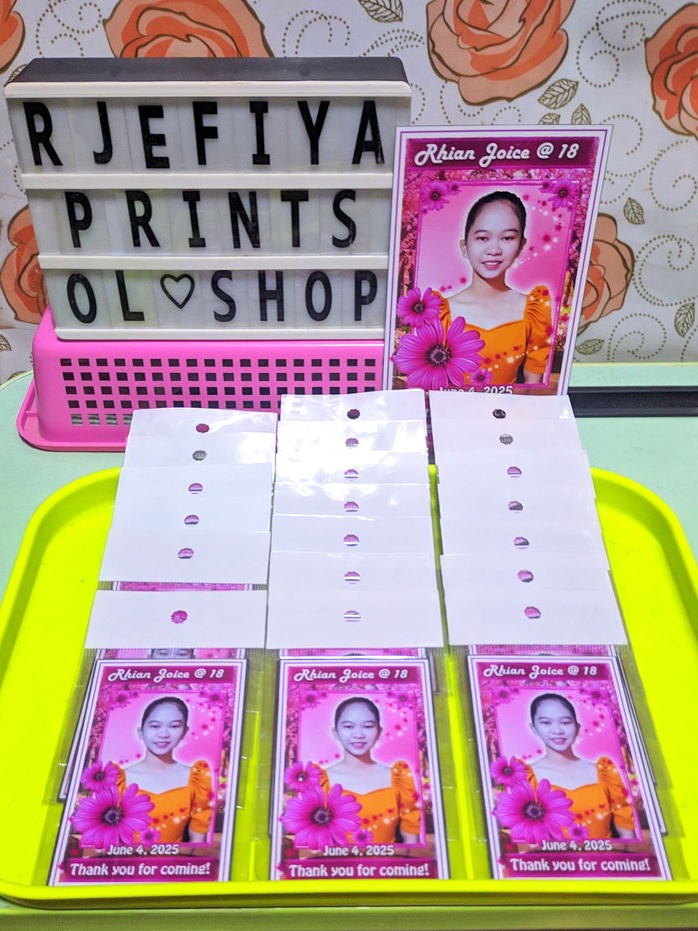 R JEFIYA
PRINTS
OL♡SHOP
Rhian Joice @ 18
June 4, 2025
Rhian Joice @ 18
June 4, 2025
Thank you for coming!
Rhian Joice @ 18
June 4, 2025
Thank you for coming!
Rhian Joice @ 18
June 4, 2025
Thank you for coming!